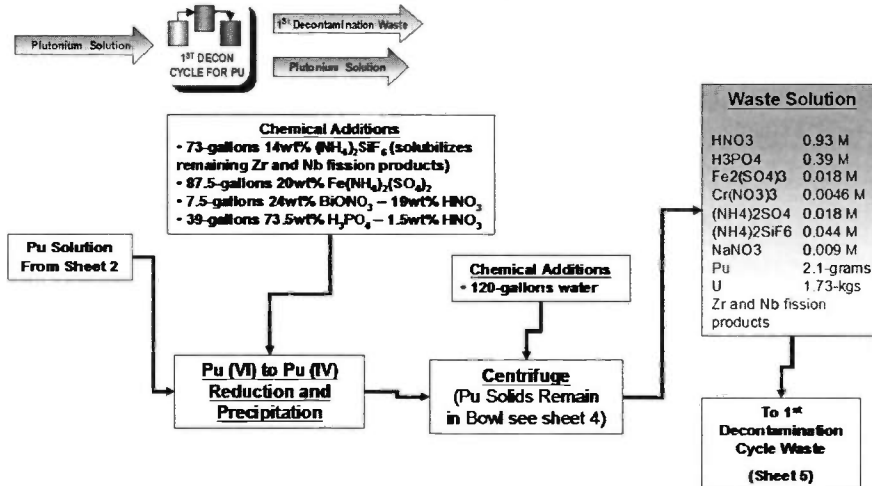 Plutonium Solution
1ST DECON
CYCLE FOR PU
1St Decontamination Waste
Plutonium Solution
Chemical Additions
• 73-gallons 14wt% (NH₄)₂SiF₆ (solubilizes
remaining Zr and Nb fission
products)
• 87.5-gallons 20wt% Fe(NH₄)₂(SO₄)₂
• 7.5-gallons 24wt% BiONO₃ – 19wt% HNO₃
• 39-gallons 73.5wt% H₃PO₄ – 1.5wt% HNO₃
Pu Solution
From Sheet 2
Chemical Additions
• 120-gallons water
Pu (VI) to Pu (IV)
Reduction and
Precipitation
Centrifuge
(Pu Solids Remain
in Bowl see sheet 4)
Waste Solution
HNO3 0.93 M
H3PO4 0.39 M
Fe2(SO4)3 0.018 M
Cr(NO3)3 0.0046 M
(NH4)2SO4 0.018 M
(NH4)2SiF6 0.044 M
NaNO3 0.009 M
Pu 2.1-grams
U 1.73-kgs
Zr and Nb fission
products
To 1st
Decontamination
Cycle Waste
(Sheet 5)